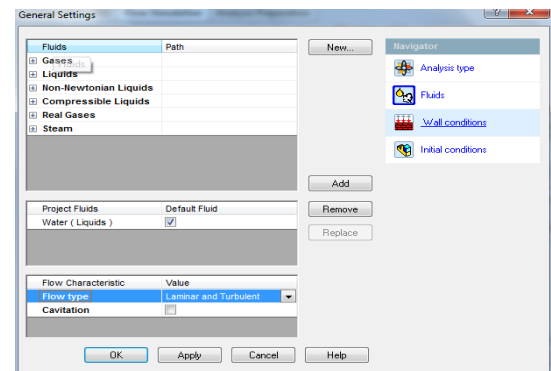 General Settings
Fluids Path
Gases
Liquids
Non-Newtonian Liquids
Compressible Liquids
Real Gases
Steam
New...
Add
Project Fluids Default Fluid
Water ( Liquids )
Remove
Replace
Flow Characteristic Value
Flow type Laminar and Turbulent
Cavitation
OK Apply Cancel Help
Navigator
Analysis type
Fluids
Wall conditions
Initial conditions